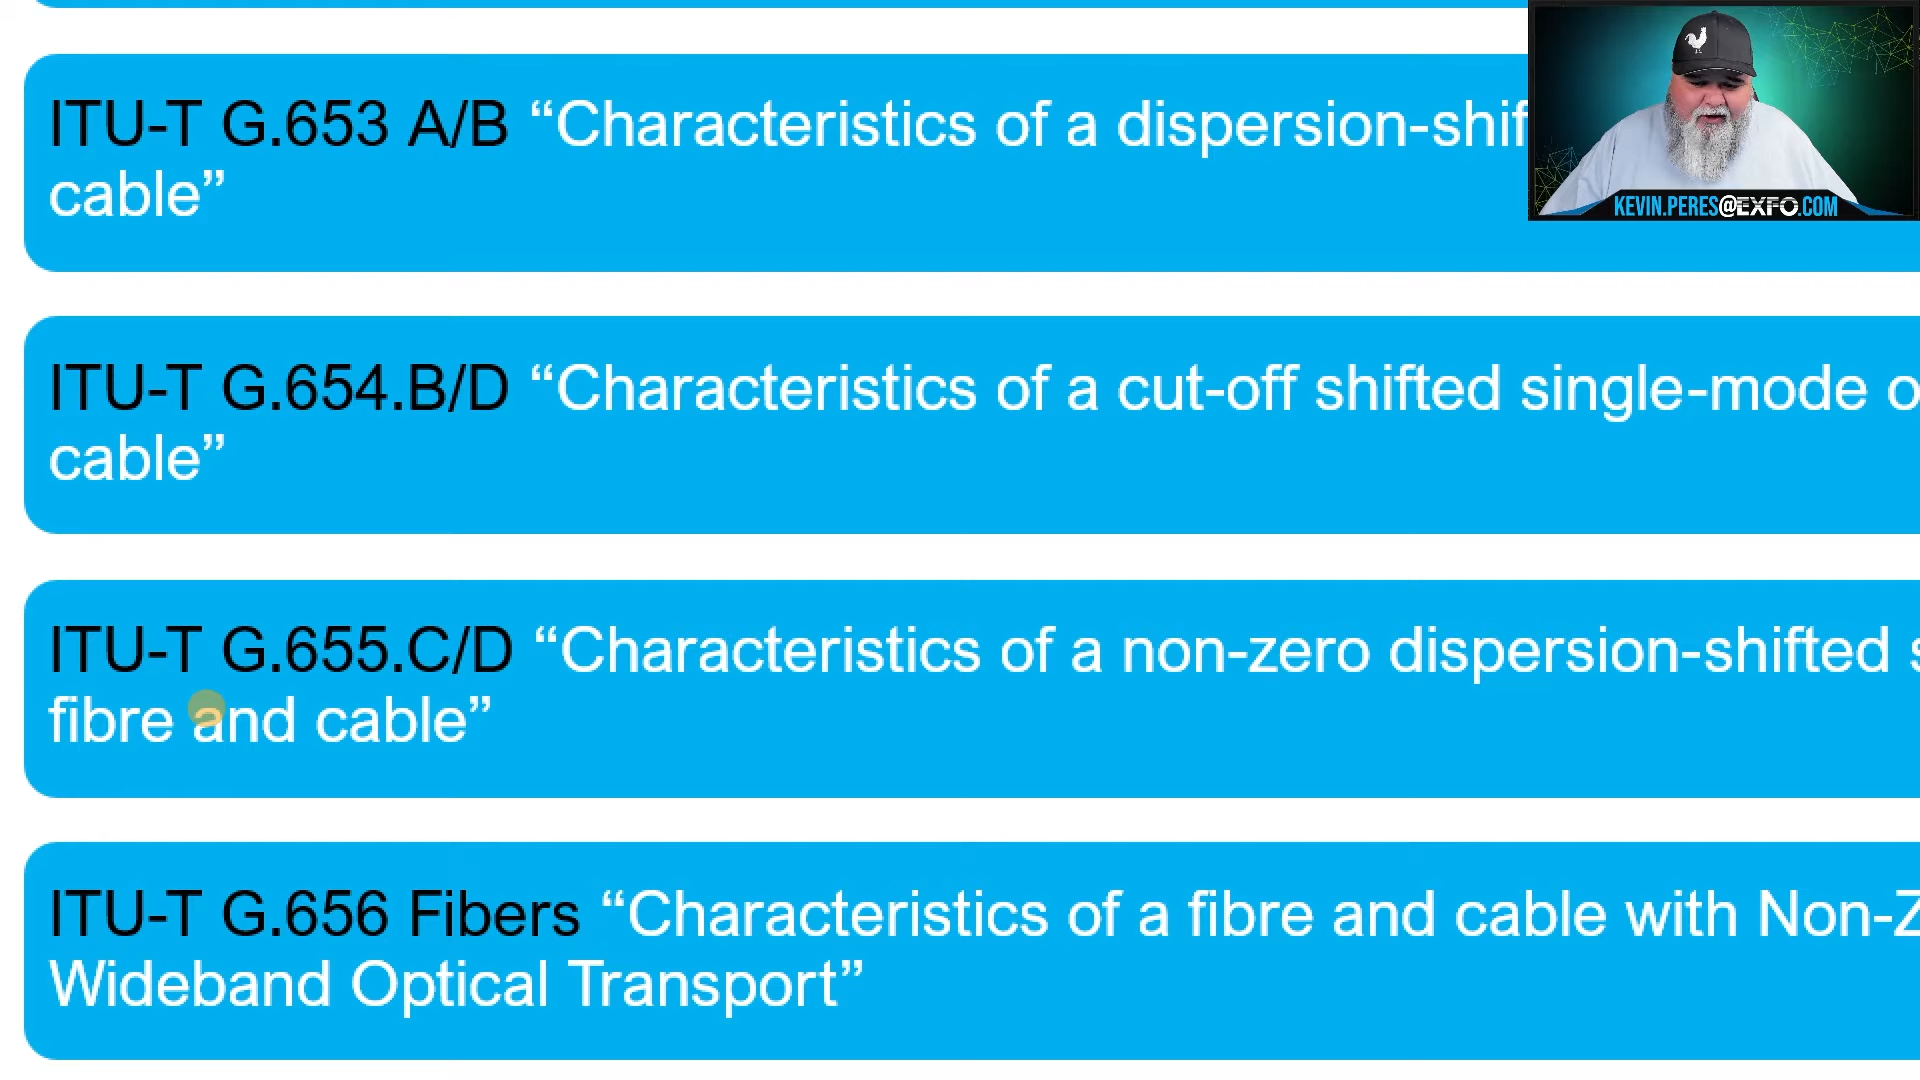 ITU-T G.653 A/B “Characteristics of a dispersion-shif
cable”
KEVIN.PERES@EXFO.COM
ITU-T G.654.B/D “Characteristics of a cut-off shifted single-mode o
cable”
ITU-T G.655.C/D “Characteristics of a non-zero dispersion-shifted s
fibre and cable”
ITU-T G.656 Fibers “Characteristics of a fibre and cable with Non-Z
Wideband Optical Transport”